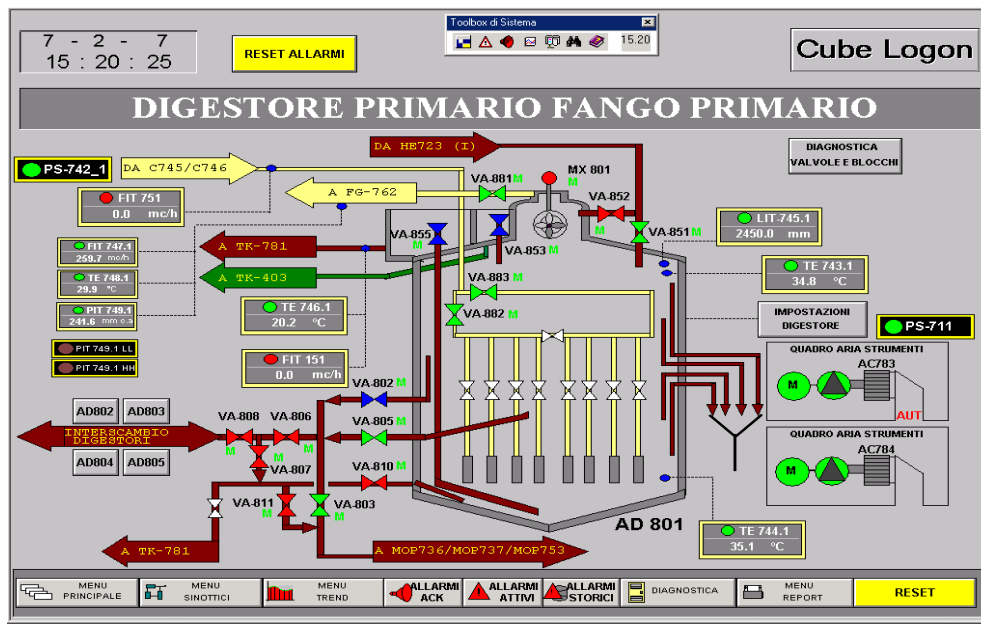 7 - 2 - 7
15 : 20 : 25
RESET ALLARMI
Toolbox di Sistema
15.20
Cube Logon
DIGESTORE PRIMARIO FANGO PRIMARIO
DA HE723 (I)
DIAGNOSTICA
VALVOLE E BLOCCHI
PS-742_1
DA C745/C746
VA-881 M
MX 801
M
A FG-762
VA-852
M
FIT 751
0.0 mc/h
VA-855
M
VA-853 M
VA-851 M
LIT-745.1
2450.0 mm
A TK-781
FIT 747.1
259.7 mc/h
A TK-403
TE 748.1
29.9 °C
VA-883 M
TE 743.1
34.8 °C
PIT 749.1
241.6 mm c.a
TE 746.1
20.2 °C
VA-882 M
IMPOSTAZIONI
DIGESTORE
PS-711
PIT 749.1 LL
PIT 749.1 HH
FIT 151
0.0 mc/h
QUADRO ARIA STRUMENTI
AC783
M
AUT
VA-802 M
AD802 AD803
VA-808 VA-806
M M
VA-805
M
INTERSCAMBIO
DIGESTORI
QUADRO ARIA STRUMENTI
AC784
M
AD804 AD805
VA-807
M
VA-810
M
VA-811
M
VA-803
M
AD 801
TE 744.1
35.1 °C
A TK-781
A MOP736/MOP737/MOP753
MENU
PRINCIPALE
MENU
SINOTTICI
MENU
TREND
ALLARMI
ACK
ALLARMI
ATTIVI
ALLARMI
STORICI
DIAGNOSTICA
MENU
REPORT
RESET